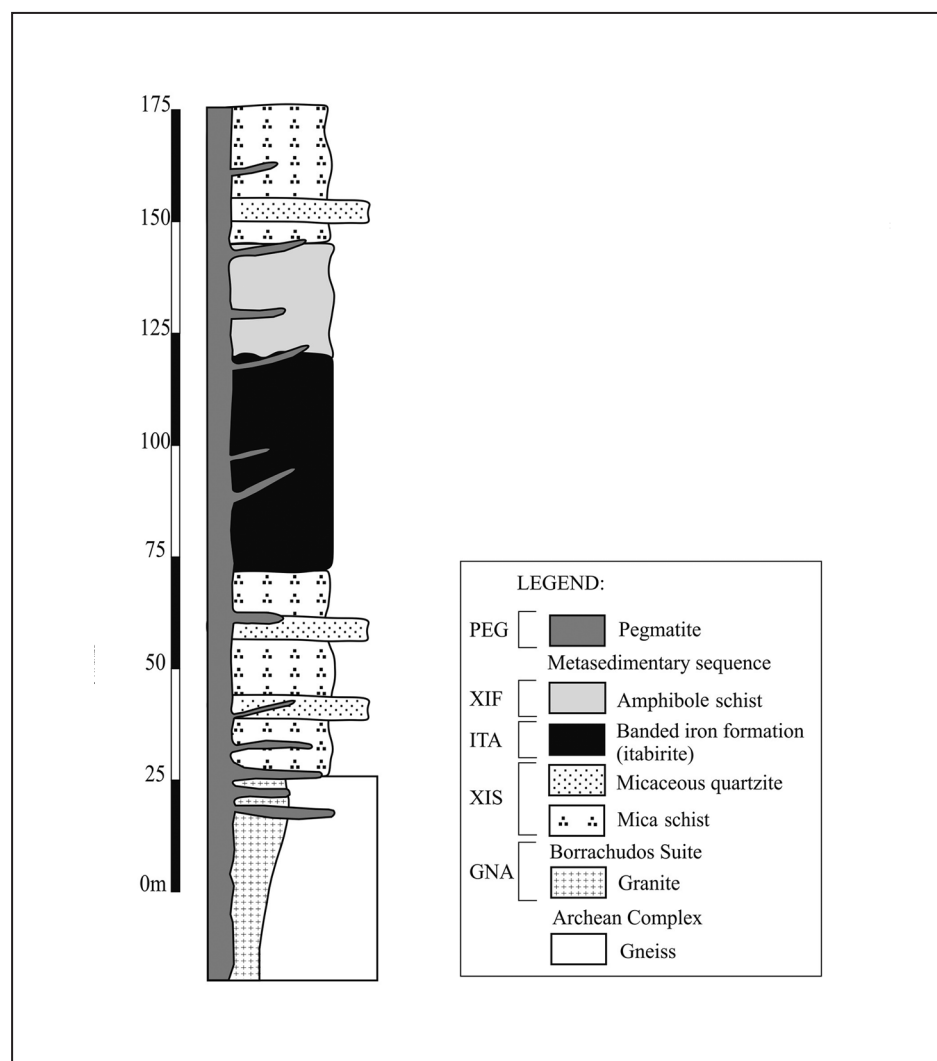 175
150
125
100
75
50
25
0m
LEGEND:
PEG
Pegmatite
Metasedimentary sequence
XIF
Amphibole schist
ITA
Banded iron formation
(itabirite)
XIS
Micaceous quartzite
Mica schist
Borrachudos Suite
GNA
Granite
Archean Complex
Gneiss